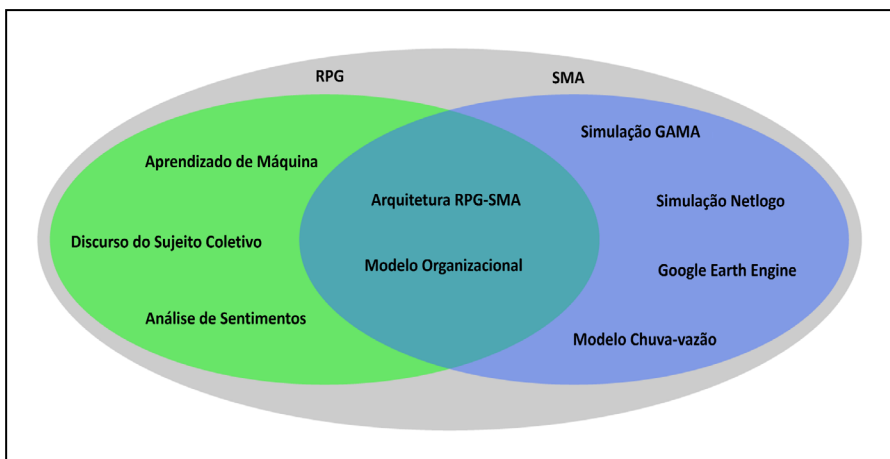 RPG
SMA
Simulação GAMA
Aprendizado de Máquina
Arquitetura RPG-SMA
Simulação Netlogo
Discurso do Sujeito Coletivo
Modelo Organizacional
Google Earth Engine
Análise de Sentimentos
Modelo Chuva-vazão